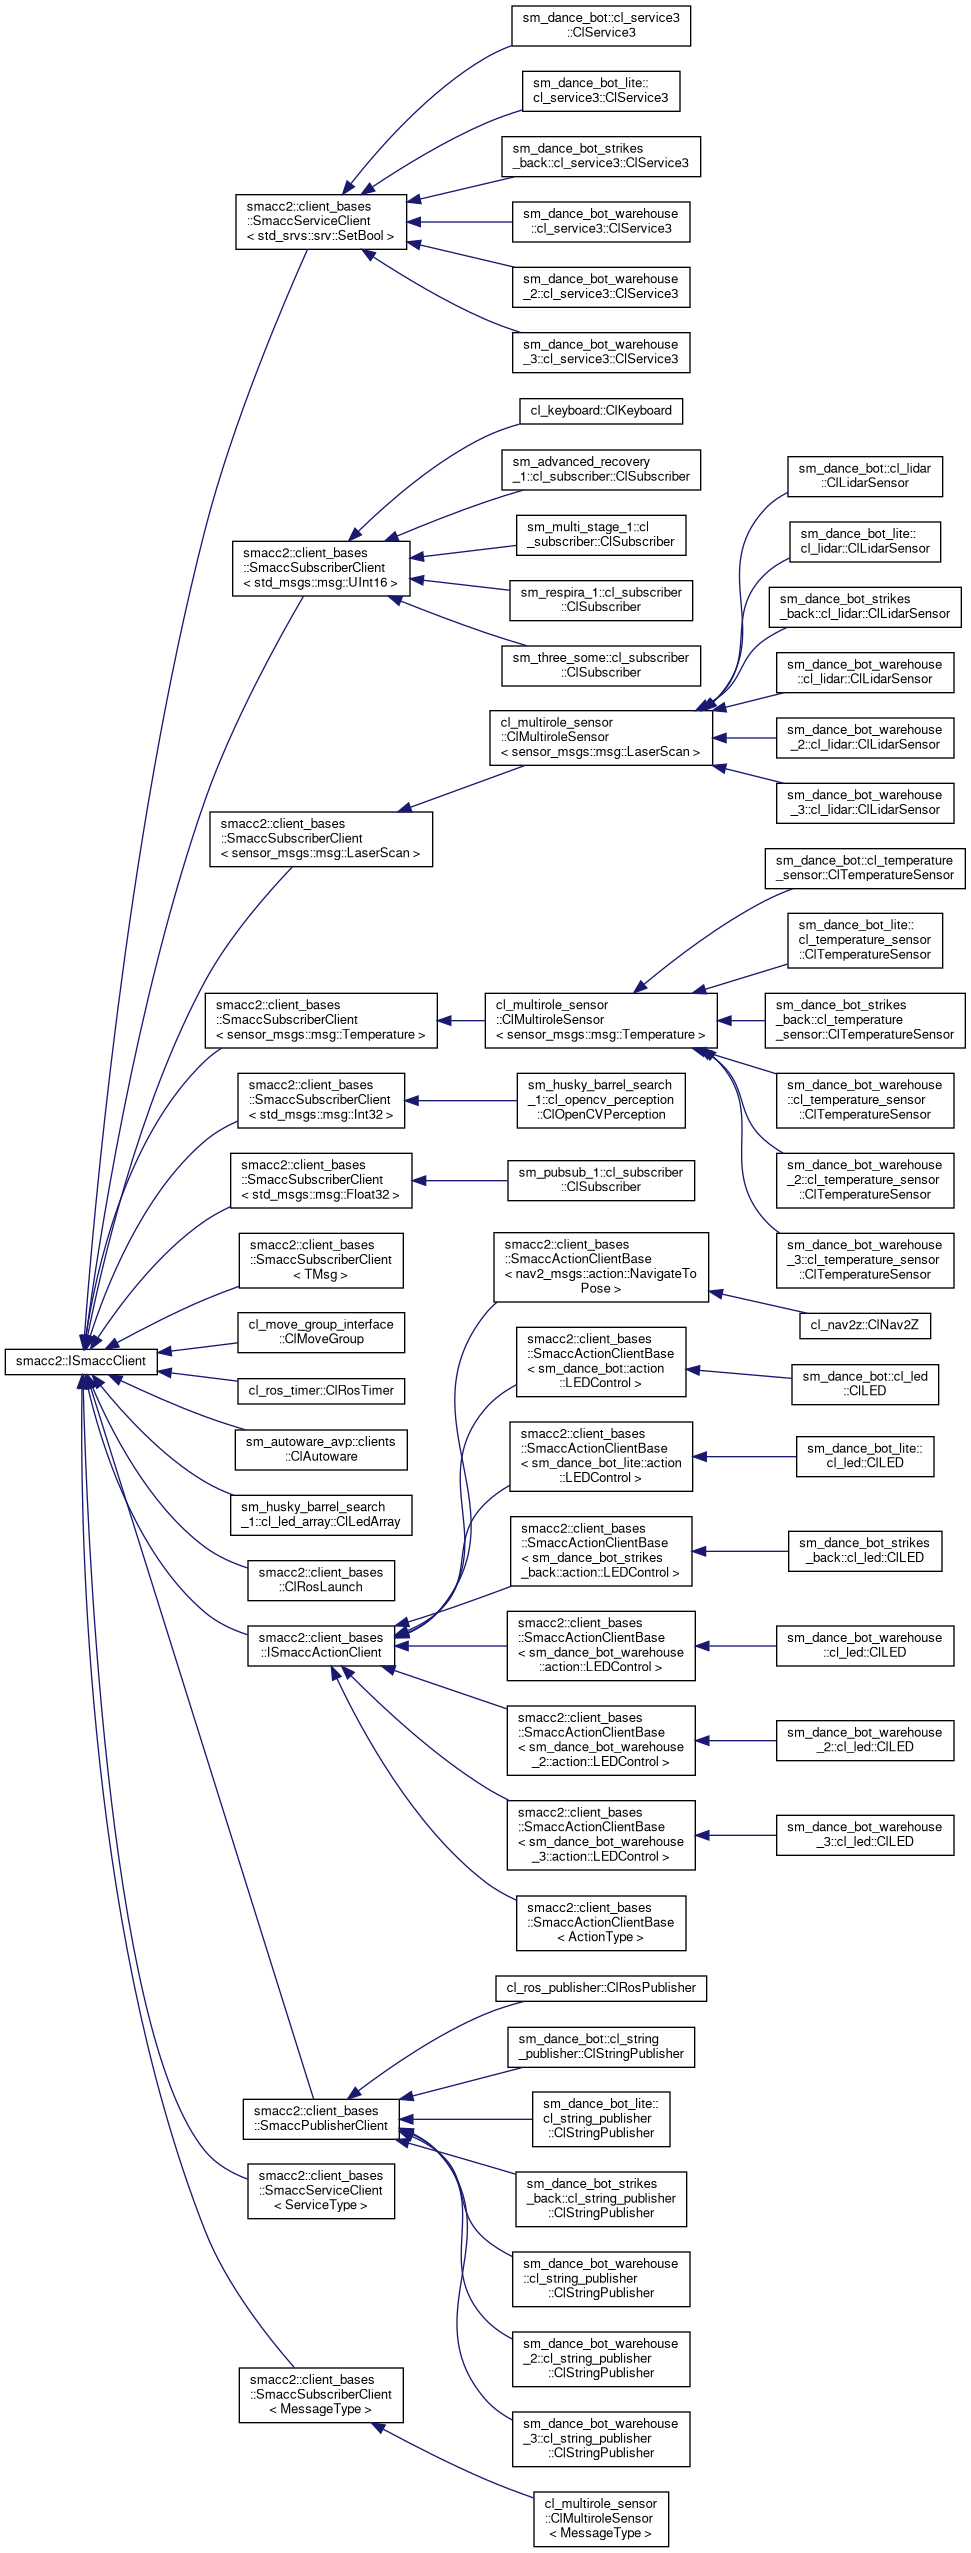 sm_dance_bot::cl_service3
::ClService3
sm_dance_bot_lite::
cl_service3::ClService3
sm_dance_bot_strikes
_back::cl_service3::ClService3
smacc2::client_bases
::SmaccServiceClient
< std_srvs::srv::SetBool >
sm_dance_bot_warehouse
::cl_service3::ClService3
sm_dance_bot_warehouse
_2::cl_service3::ClService3
sm_dance_bot_warehouse
_3::cl_service3::ClService3
cl_keyboard::ClKeyboard
sm_advanced_recovery
_1::cl_subscriber::ClSubscriber
sm_multi_stage_1::cl
_subscriber::ClSubscriber
smacc2::client_bases
::SmaccSubscriberClient
< std_msgs::msg::UInt16 >
sm_respira_1::cl_subscriber
::ClSubscriber
sm_three_some::cl_subscriber
::ClSubscriber
sm_dance_bot::cl_lidar
::ClLidarSensor
sm_dance_bot_lite::
cl_lidar::ClLidarSensor
sm_dance_bot_strikes
_back::cl_lidar::ClLidarSensor
sm_dance_bot_warehouse
::cl_lidar::ClLidarSensor
cl_multirole_sensor
::ClMultiroleSensor
< sensor_msgs::msg::LaserScan >
sm_dance_bot_warehouse
_2::cl_lidar::ClLidarSensor
sm_dance_bot_warehouse
_3::cl_lidar::ClLidarSensor
smacc2::client_bases
::SmaccSubscriberClient
< sensor_msgs::msg::LaserScan >
sm_dance_bot::cl_temperature
_sensor::ClTemperatureSensor
sm_dance_bot_lite::
cl_temperature_sensor
::ClTemperatureSensor
smacc2::client_bases
::SmaccSubscriberClient
< sensor_msgs::msg::Temperature >
cl_multirole_sensor
::ClMultiroleSensor
< sensor_msgs::msg::Temperature >
sm_dance_bot_strikes
_back::cl_temperature
_sensor::ClTemperatureSensor
smacc2::client_bases
::SmaccSubscriberClient
< std_msgs::msg::Int32 >
sm_husky_barrel_search
_1::cl_opencv_perception
::ClOpenCVPerception
sm_dance_bot_warehouse
::cl_temperature_sensor
::ClTemperatureSensor
smacc2::client_bases
::SmaccSubscriberClient
< std_msgs::msg::Float32 >
sm_pubsub_1::cl_subscriber
::ClSubscriber
sm_dance_bot_warehouse
_2::cl_temperature_sensor
::ClTemperatureSensor
smacc2::client_bases
::SmaccSubscriberClient
< TMsg >
smacc2::client_bases
::SmaccActionClientBase
< nav2_msgs::action::NavigateTo
Pose >
sm_dance_bot_warehouse
_3::cl_temperature_sensor
::ClTemperatureSensor
cl_move_group_interface
::ClMoveGroup
cl_nav2z::ClNav2Z
smacc2::ISmaccClient
smacc2::client_bases
::SmaccActionClientBase
< sm_dance_bot::action
::LEDControl >
sm_dance_bot::cl_led
::ClLED
cl_ros_timer::ClRosTimer
sm_autoware_avp::clients
::ClAutoware
smacc2::client_bases
::SmaccActionClientBase
< sm_dance_bot_lite::action
::LEDControl >
sm_dance_bot_lite::
cl_led::ClLED
sm_husky_barrel_search
_1::cl_led_array::ClLedArray
smacc2::client_bases
::SmaccActionClientBase
< sm_dance_bot_strikes
_back::action::LEDControl >
sm_dance_bot_strikes
_back::cl_led::ClLED
smacc2::client_bases
::ClRosLaunch
smacc2::client_bases
::ISmaccActionClient
smacc2::client_bases
::SmaccActionClientBase
< sm_dance_bot_warehouse
::action::LEDControl >
sm_dance_bot_warehouse
::cl_led::ClLED
smacc2::client_bases
::SmaccActionClientBase
< sm_dance_bot_warehouse
_2::action::LEDControl >
sm_dance_bot_warehouse
_2::cl_led::ClLED
smacc2::client_bases
::SmaccActionClientBase
< sm_dance_bot_warehouse
_3::action::LEDControl >
sm_dance_bot_warehouse
_3::cl_led::ClLED
smacc2::client_bases
::SmaccActionClientBase
< ActionType >
cl_ros_publisher::ClRosPublisher
sm_dance_bot::cl_string
_publisher::ClStringPublisher
smacc2::client_bases
::SmaccPublisherClient
sm_dance_bot_lite::
cl_string_publisher
::ClStringPublisher
smacc2::client_bases
::SmaccServiceClient
< ServiceType >
sm_dance_bot_strikes
_back::cl_string_publisher
::ClStringPublisher
sm_dance_bot_warehouse
::cl_string_publisher
::ClStringPublisher
sm_dance_bot_warehouse
_2::cl_string_publisher
::ClStringPublisher
smacc2::client_bases
::SmaccSubscriberClient
< MessageType >
sm_dance_bot_warehouse
_3::cl_string_publisher
::ClStringPublisher
cl_multirole_sensor
::ClMultiroleSensor
< MessageType >